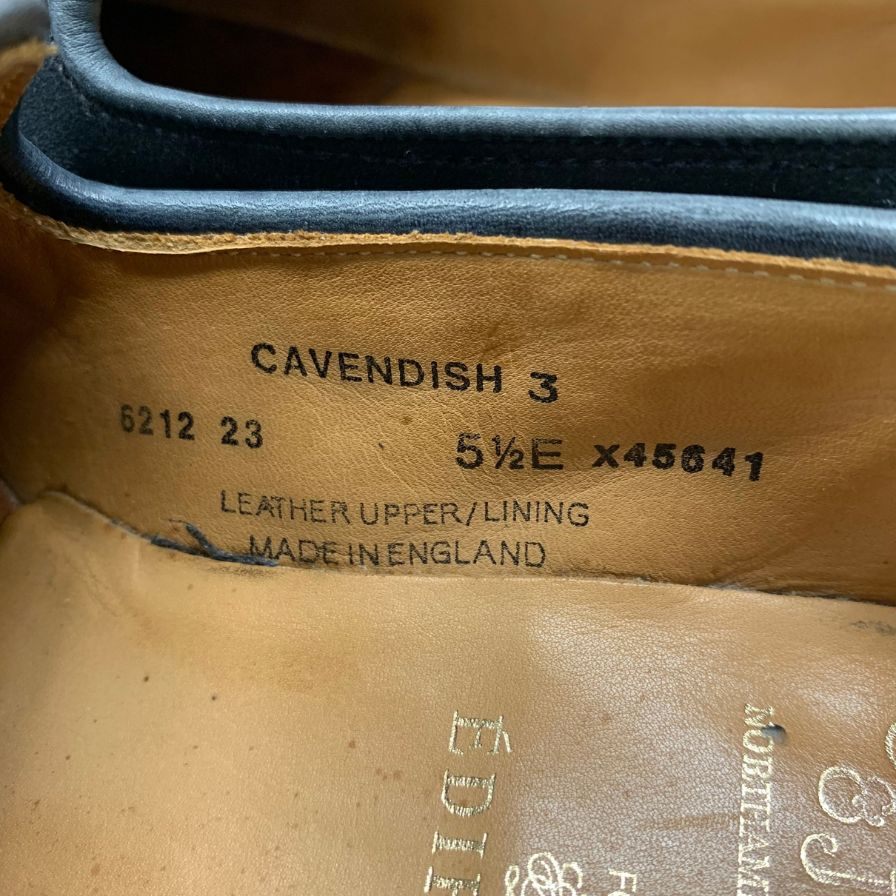 CAVENDISH 3
6212 23 5½E X45641
LEATHER UPPER/LINING
MADE IN ENGLAND